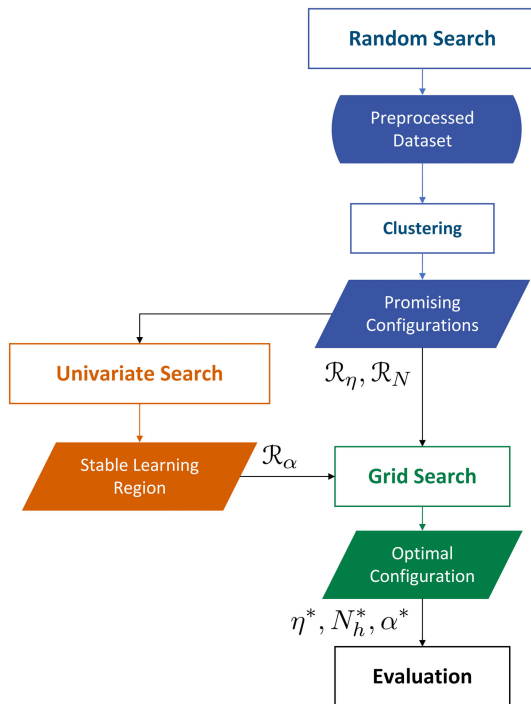 Random Search
Preprocessed
Dataset
Clustering
Promising
Configurations
Univariate Search
ℛ_η, ℛ_N
Stable Learning
Region
ℛ_α
Grid Search
Optimal
Configuration
η*, N_h*, α*
Evaluation